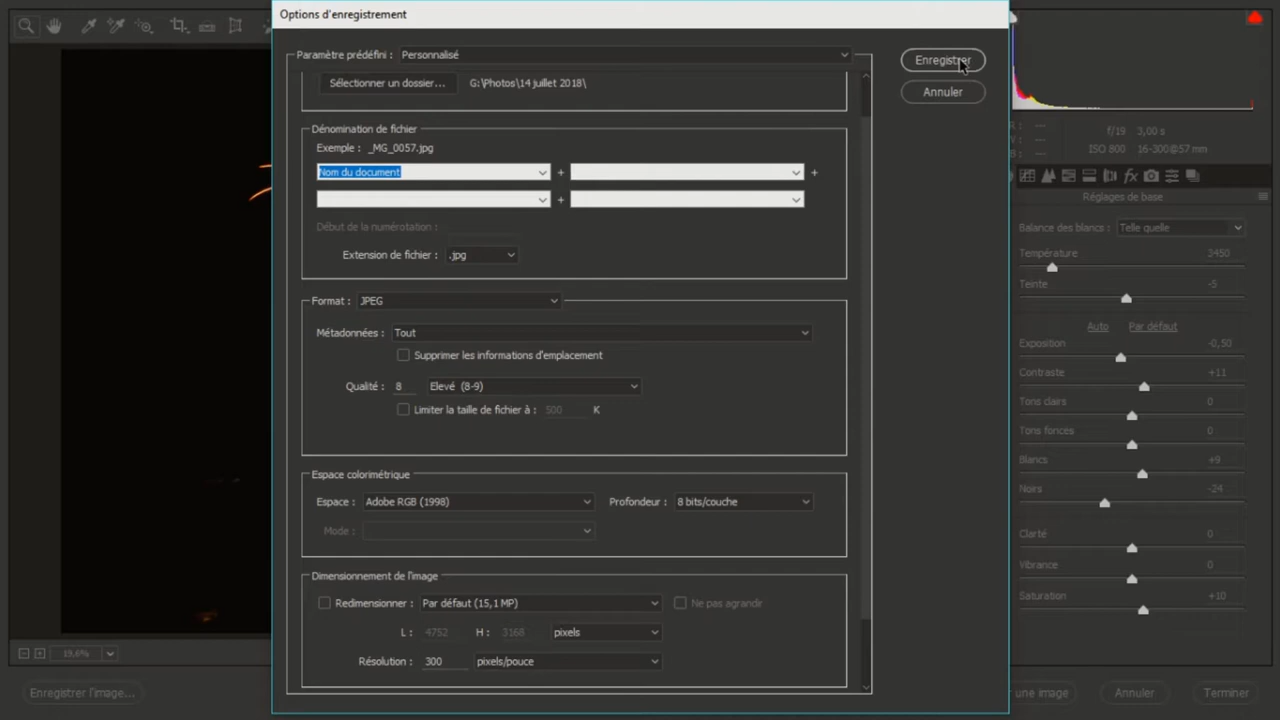 Options d'enregistrement
Paramètre prédéfini : Personnalisé
Enregistrer
Sélectionner un dossier... G:\Photos\14 juillet 2018\
Annuler
Dénomination de fichier
Exemple : _MG_0057.jpg
Nom du document + +
+
Début de la numérotation :
Extension de fichier : .jpg
Format : JPEG
Métadonnées : Tout
Supprimer les informations d'emplacement
Qualité : 8 Elevé (8-9)
Limiter la taille de fichier à : 500 K
Espace colorimétrique
Espace : Adobe RGB (1998) Profondeur : 8 bits/couche
Mode :
Dimensionnement de l'image
Redimensionner : Par défaut (15,1 MP) Ne pas agrandir
L : 4752 H : 3168 pixels
Résolution : 300 pixels/pouce
R : ---
V : ---
B : ---
f/19 3,00 s
ISO 800 16-300@57 mm
fx
Réglages de base
Balance des blancs : Telle quelle
Température 3450
Teinte -5
Auto Par défaut
Exposition -0,50
Contraste +11
Tons clairs 0
Tons foncés 0
Blancs +9
Noirs -24
Clarté 0
Vibrance 0
Saturation +10
19,6%
Enregistrer l'image... r une image Annuler Terminer